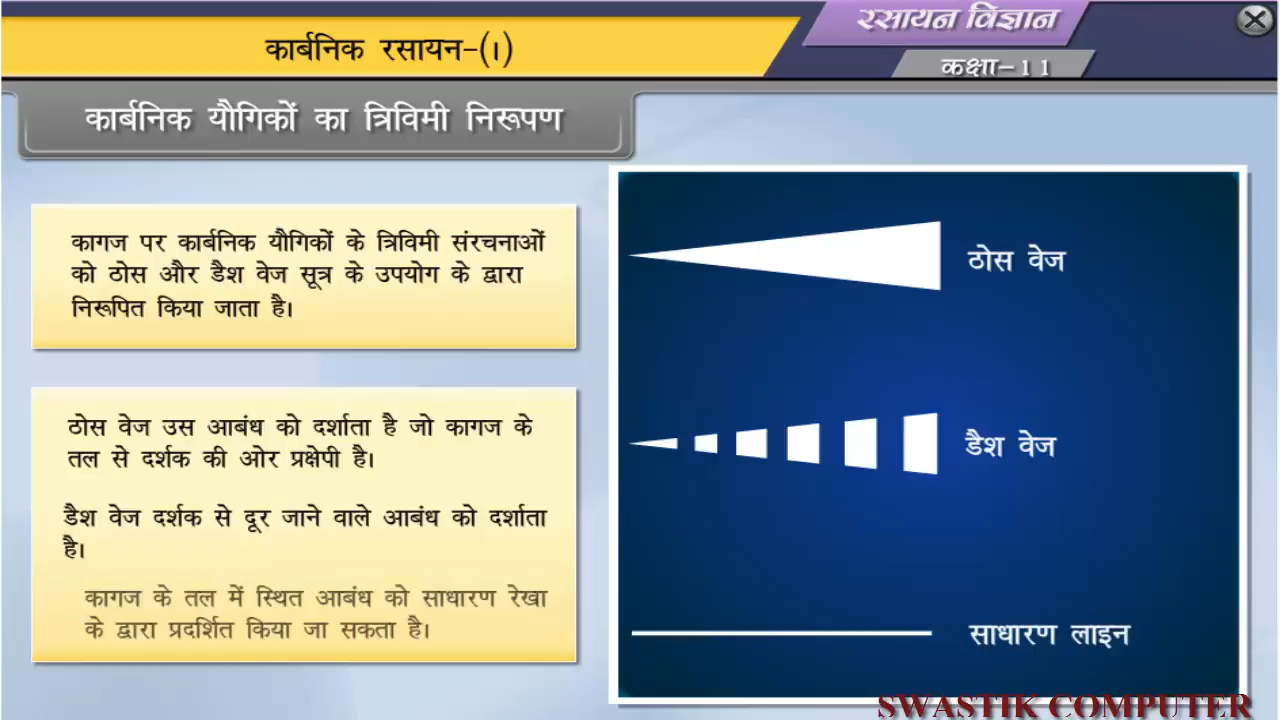 रसायन विज्ञान
कार्बनिक रसायन-(1)
कक्षा-11
कार्बनिक यौगिकों का त्रिविमी निरूपण
कागज पर कार्बनिक यौगिकों के त्रिविमी संरचनाओं
को ठोस और डैश वेज सूत्र के उपयोग के द्वारा
निरूपित किया जाता है।
ठोस वेज उस आबंध को दर्शाता है जो कागज के
तल से दर्शक की ओर प्रक्षेपी है।
डैश वेज दर्शक से दूर जाने वाले आबंध को दर्शाता
है।
कागज के तल में स्थित आबंध को साधारण रेखा
के द्वारा प्रदर्शित किया जा सकता है।
ठोस वेज
डैश वेज
साधारण लाइन
SWASTIK COMPUTER